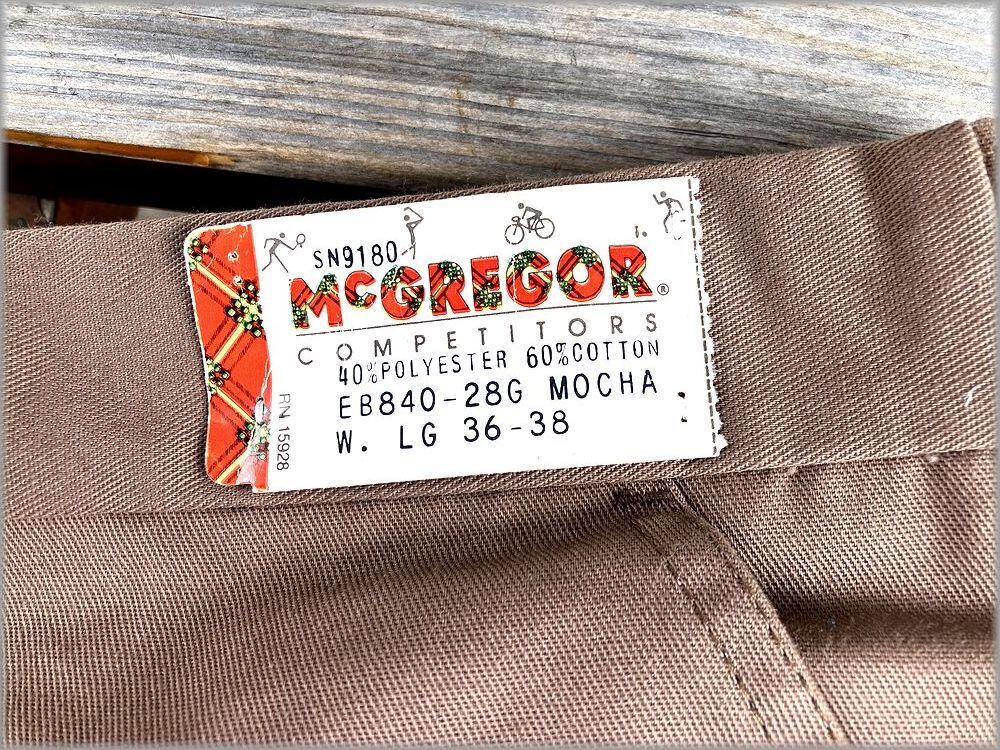 SN9180
McGREGOR®
COMPETITORS
40%POLYESTER 60%COTTON
EB840-28G MOCHA
W. LG 36-38
RN 15928